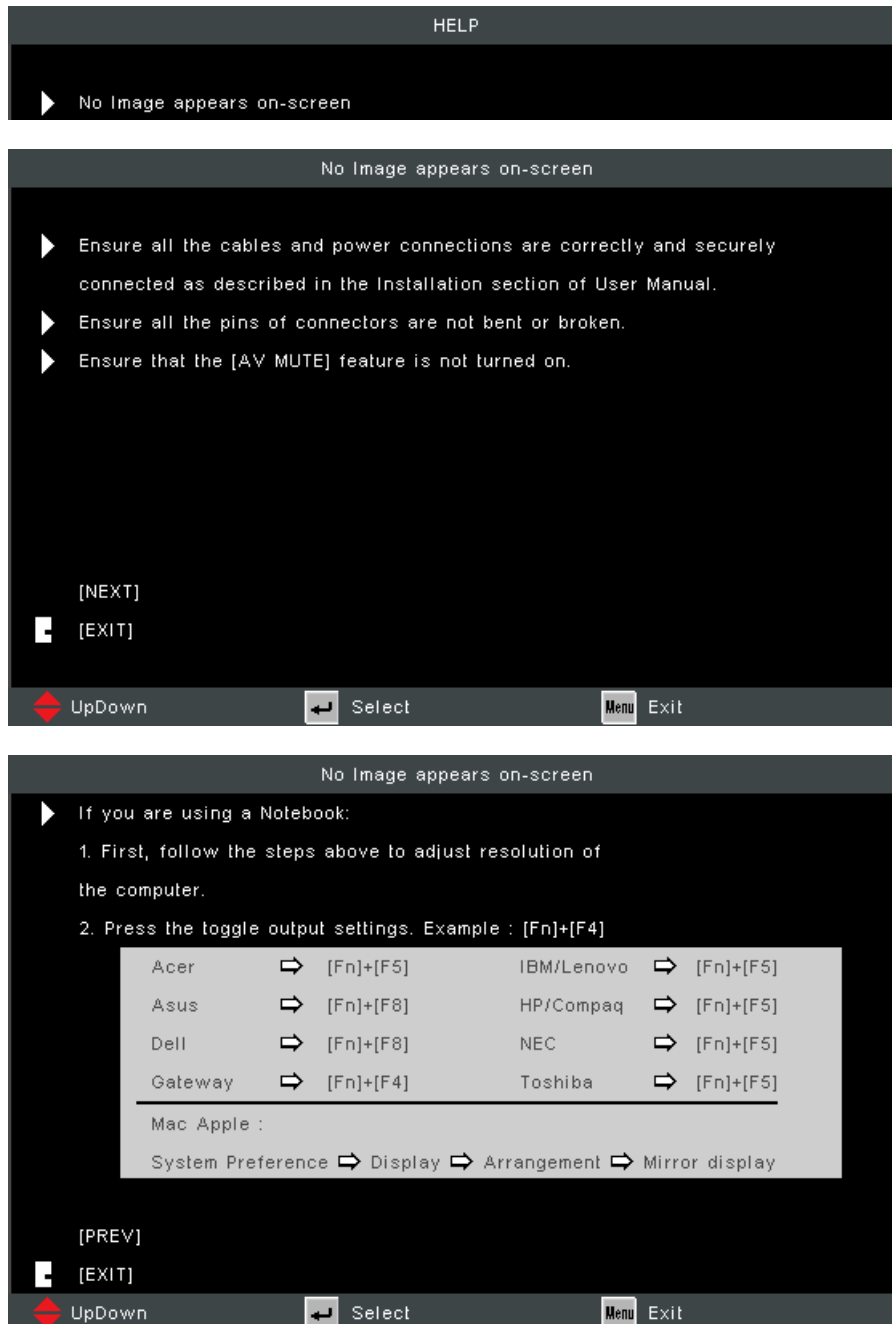 HELP
No Image appears on-screen
No Image appears on-screen
Ensure all the cables and power connections are correctly and securely
connected as described in the Installation section of User Manual.
Ensure all the pins of connectors are not bent or broken.
Ensure that the [AV MUTE] feature is not turned on.
[NEXT]
[EXIT]
UpDown Select Menu Exit
No Image appears on-screen
If you are using a Notebook:
1. First, follow the steps above to adjust resolution of
the computer.
2. Press the toggle output settings. Example : [Fn]+[F4]
Acer ⇨ [Fn]+[F5] IBM/Lenovo ⇨ [Fn]+[F5]
Asus ⇨ [Fn]+[F8] HP/Compaq ⇨ [Fn]+[F5]
Dell ⇨ [Fn]+[F8] NEC ⇨ [Fn]+[F5]
Gateway ⇨ [Fn]+[F4] Toshiba ⇨ [Fn]+[F5]
Mac Apple :
System Preference ⇨ Display ⇨ Arrangement ⇨ Mirror display
[PREV]
[EXIT]
UpDown Select Menu Exit